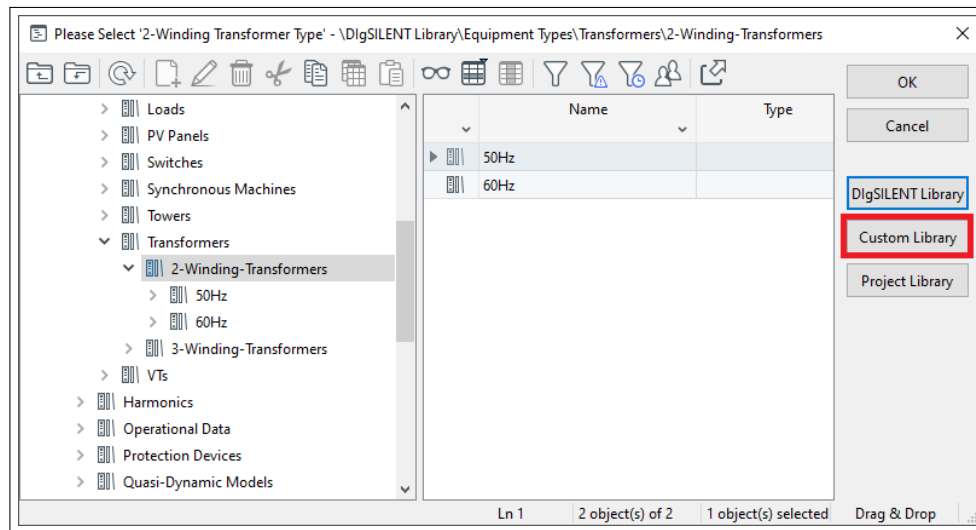 Please Select '2-Winding Transformer Type' - \DIgSILENT Library\Equipment Types\Transformers\2-Winding-Transformers
OK
Cancel
DIgSILENT Library
Custom Library
Project Library
Loads
PV Panels
Switches
Synchronous Machines
Towers
Transformers
2-Winding-Transformers
50Hz
60Hz
3-Winding-Transformers
VTs
Harmonics
Operational Data
Protection Devices
Quasi-Dynamic Models
Name Type
50Hz
60Hz
Ln 1 2 object(s) of 2 1 object(s) selected Drag & Drop